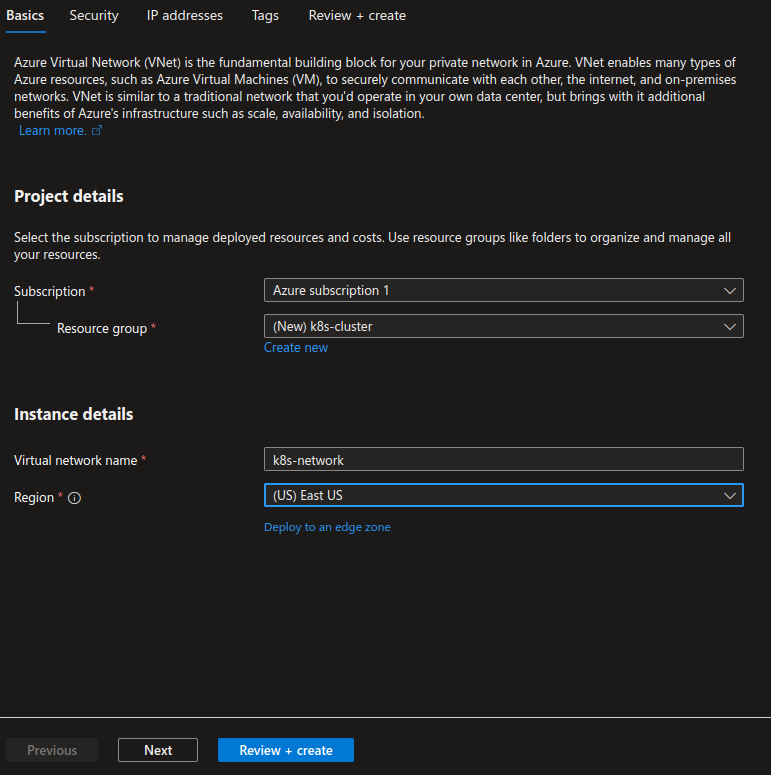 Basics Security IP addresses Tags Review + create
Azure Virtual Network (VNet) is the fundamental building block for your private network in Azure. VNet enables many types of
Azure resources, such as Azure Virtual Machines (VM), to securely communicate with each other, the internet, and on-premises
networks. VNet is similar to a traditional network that you'd operate in your own data center, but brings with it additional
benefits of Azure's infrastructure such as scale, availability, and isolation.
Learn more.
Project details
Select the subscription to manage deployed resources and costs. Use resource groups like folders to organize and manage all
your resources.
Subscription * Azure subscription 1
Resource group * (New) k8s-cluster
Create new
Instance details
Virtual network name * k8s-network
Region * (US) East US
Deploy to an edge zone
Previous Next Review + create